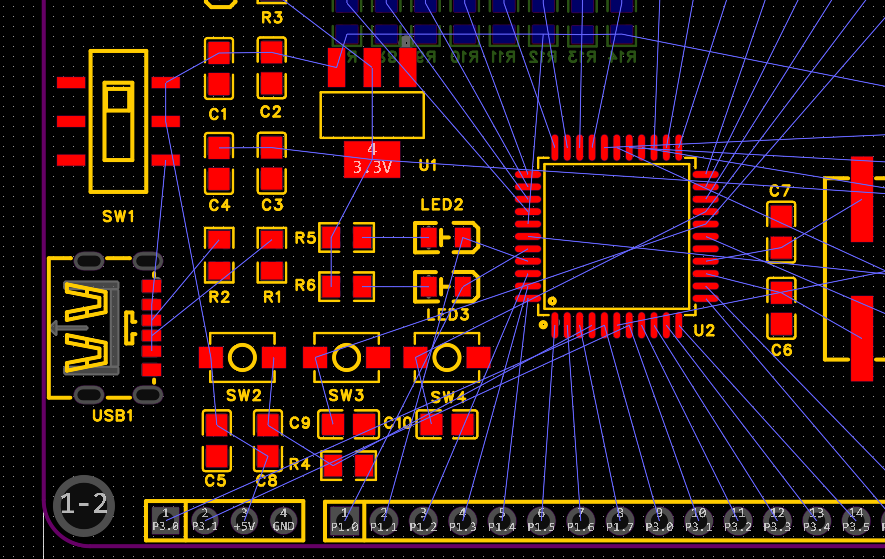 R3
R
R9
R10
R11
R12
R13
R14
C1
C2
4
3.3V
U1
SW1
C4
C3
C7
LED2
R5
R2
R1
R6
LED3
U2
C6
SW2
SW3
SW4
USB1
C9
C10
R4
C5
C8
1-2
1 2 3 4
P3.0 P3.1 +5V GND
1 2 3 4 5 6 7 8 9 10 11 12 13 14
P1.0 P1.1 P1.2 P1.3 P1.4 P1.5 P1.6 P1.7 P3.0 P3.1 P3.2 P3.3 P3.4 P3.5